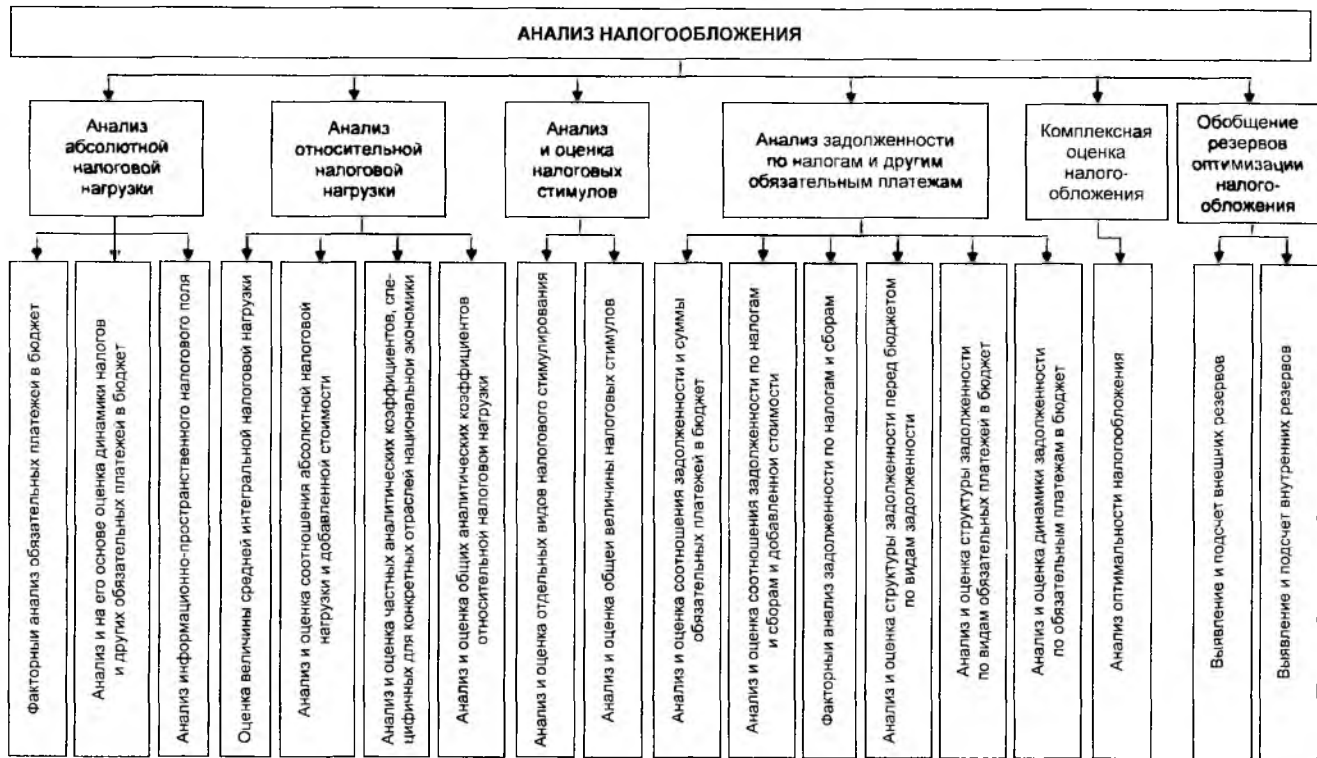 АНАЛИЗ НАЛОГООБЛОЖЕНИЯ
Анализ
абсолютной
налоговой
нагрузки
Анализ
относительной
налоговой
нагрузки
Анализ
и оценка
налоговых
стимулов
Анализ задолженности
по налогам и другим
обязательным платежам
Комплексная
оценка
налого-
обложения
Обобщение
резервов
оптимизации
налого-
обложения
Факторный анализ обязательных платежей в бюджет
Анализ и на его основе оценка динамики налогов
и других обязательных платежей в бюджет
Анализ информационно-пространственного налогового поля
Оценка величины средней интегральной налоговой нагрузки
Анализ и оценка соотношения абсолютной налоговой
нагрузки и добавленной стоимости
Анализ и оценка частных аналитических коэффициентов, спе-
цифичных для конкретных отраслей национальной экономики
Анализ и оценка общих аналитических коэффициентов
относительной налоговой нагрузки
Анализ и оценка отдельных видов налогового стимулирования
Анализ и оценка общей величины налоговых стимулов
Анализ и оценка соотношения задолженности и суммы
обязательных платежей в бюджет
Анализ и оценка соотношения задолженности по налогам
и сборам и добавленной стоимости
Факторный анализ задолженности по налогам и сборам
Анализ и оценка структуры задолженности перед бюджетом
по видам задолженности
Анализ и оценка структуры задолженности
по видам обязательных платежей в бюджет
Анализ и оценка динамики задолженности
по обязательным платежам в бюджет
Анализ оптимальности налогообложения
Выявление и подсчет внешних резервов
Выявление и подсчет внутренних резервов